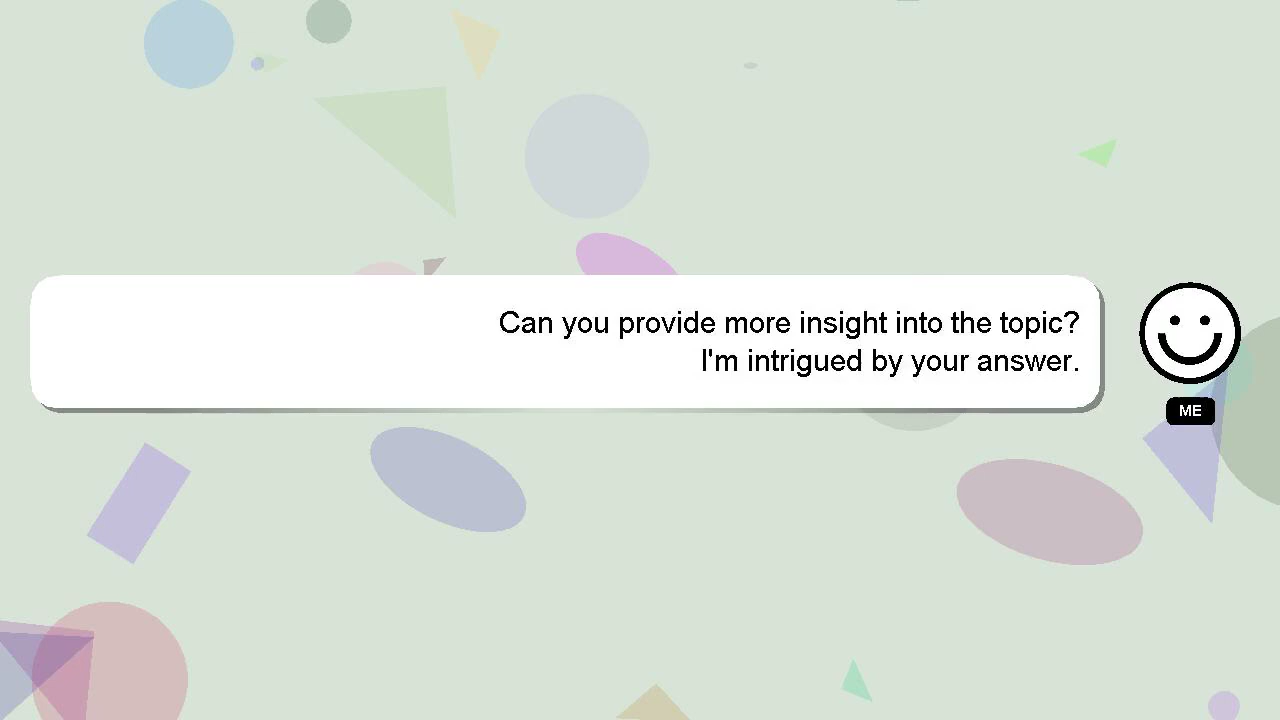 Can you provide more insight into the topic?
I'm intrigued by your answer.
ME